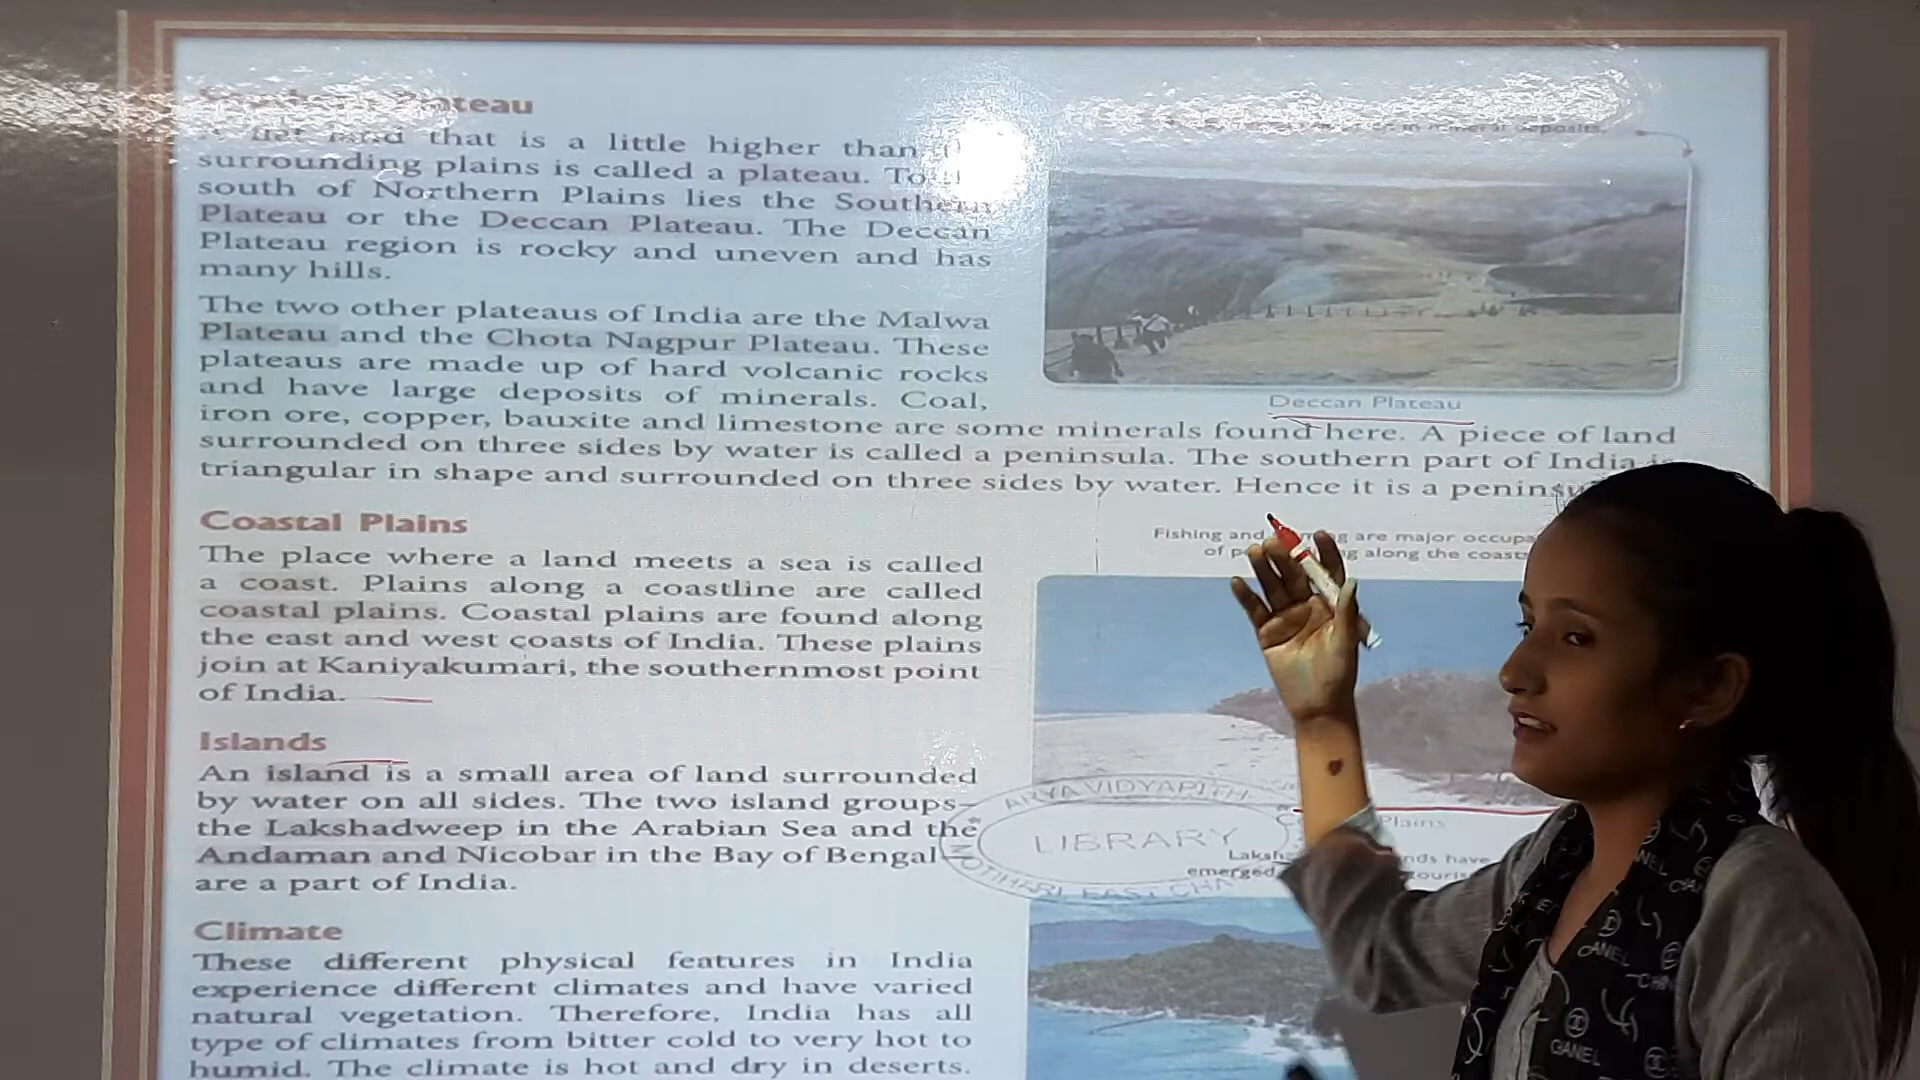 Plateau
that is a little higher than
surrounding plains is called a plateau. To
south of Northern Plains lies the Southern
Plateau or the Deccan Plateau. The Deccan
Plateau region is rocky and uneven and has
many hills.
The two other plateaus of India are the Malwa
Plateau and the Chota Nagpur Plateau. These
plateaus are made up of hard volcanic rocks
and have large deposits of minerals. Coal,
iron ore, copper, bauxite and limestone are some minerals found here. A piece of land
surrounded on three sides by water is called a peninsula. The southern part of India is
triangular in shape and surrounded on three sides by water. Hence it is a
mineral deposits.
Deccan Plateau
Coastal Plains
The place where a land meets a sea is called
a coast. Plains along a coastline are called
coastal plains. Coastal plains are found along
the east and west coasts of India. These plains
join at Kaniyakumari, the southernmost point
of India.
Fishing and are major
of along the coast
Plains
Islands
An island is a small area of land surrounded
by water on all sides. The two island groups–
the Lakshadweep in the Arabian Sea and the
Andaman and Nicobar in the Bay of Bengal–
are a part of India.
ARYA VIDYAPITH
LIBRARY
MOTIHARI EAST CHA
have
emerged
Climate
These different physical features in India
experience different climates and have varied
natural vegetation. Therefore, India has all
type of climates from bitter cold to very hot to
humid. The climate is hot and dry in deserts.